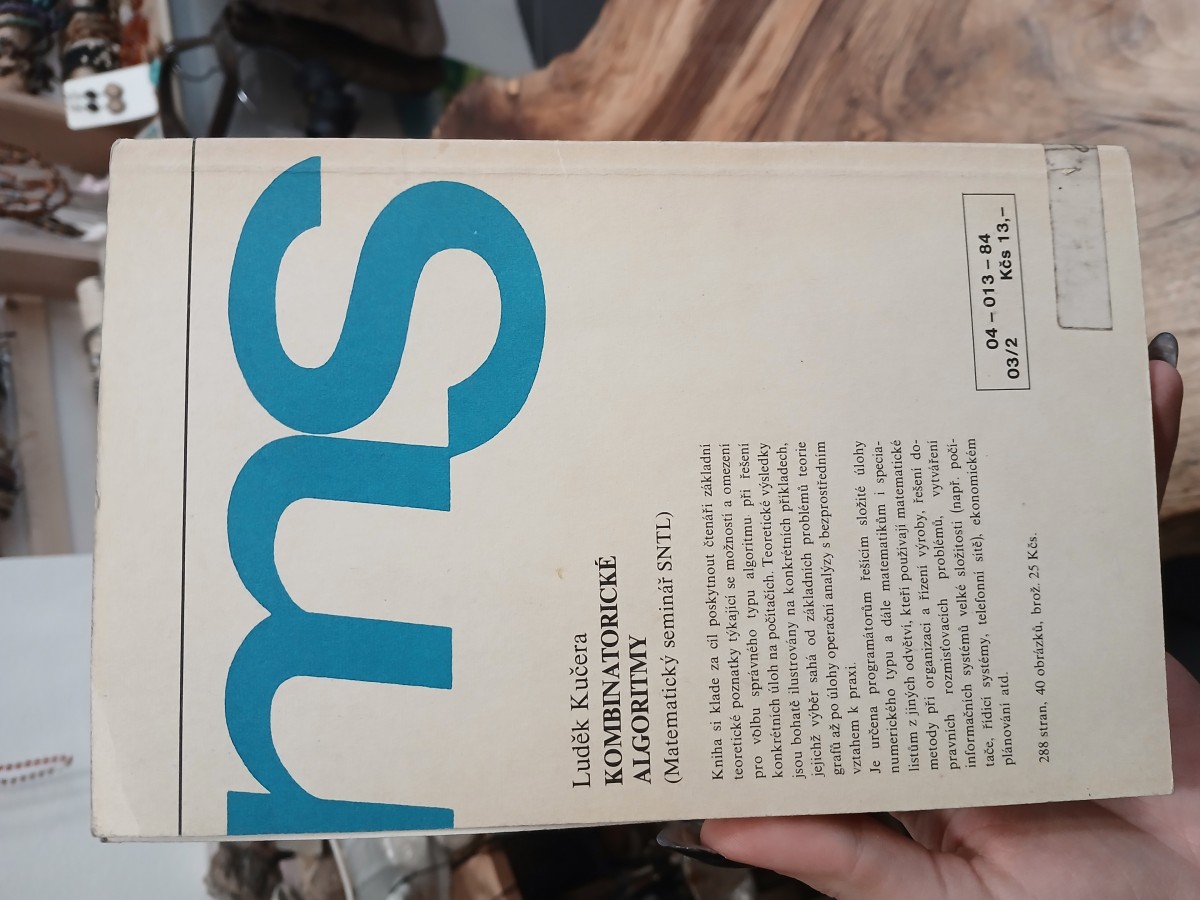 ms
Luděk Kučera
KOMBINATORICKÉ
ALGORITMY
(Matematický seminář SNTL)
Kniha si klade za cíl poskytnout čtenáři základní
teoretické poznatky týkající se možností a omezení
pro volbu správného typu algoritmu při řešení
konkrétních úloh na počítačích. Teoretické výsledky
jsou bohatě ilustrovány na konkrétních příkladech,
jejichž výběr sahá od základních problémů teorie
grafů až po úlohy operační analýzy s bezprostředním
vztahem k praxi.
Je určena programátorům řešícím složité úlohy
numerického typu a dále matematikům i speciá-
listům z jiných odvětví, kteří používají matematické
metody při organizaci a řízení výroby, řešení do-
pravních rozmisťovacích problémů, vytváření
informačních systémů velké složitosti (např. počí-
tače, řídicí systémy, telefonní sítě), ekonomickém
plánování atd.
288 stran, 40 obrázků, brož. 25 Kčs.
04 – 013 – 84
03/2 Kčs 13,–